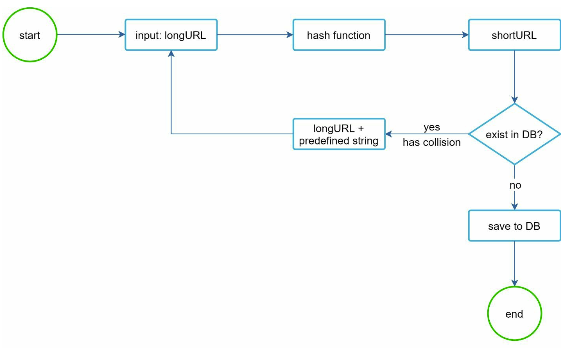 start
input: longURL
hash function
shortURL
exist in DB?
yes
has collision
longURL +
predefined string
no
save to DB
end